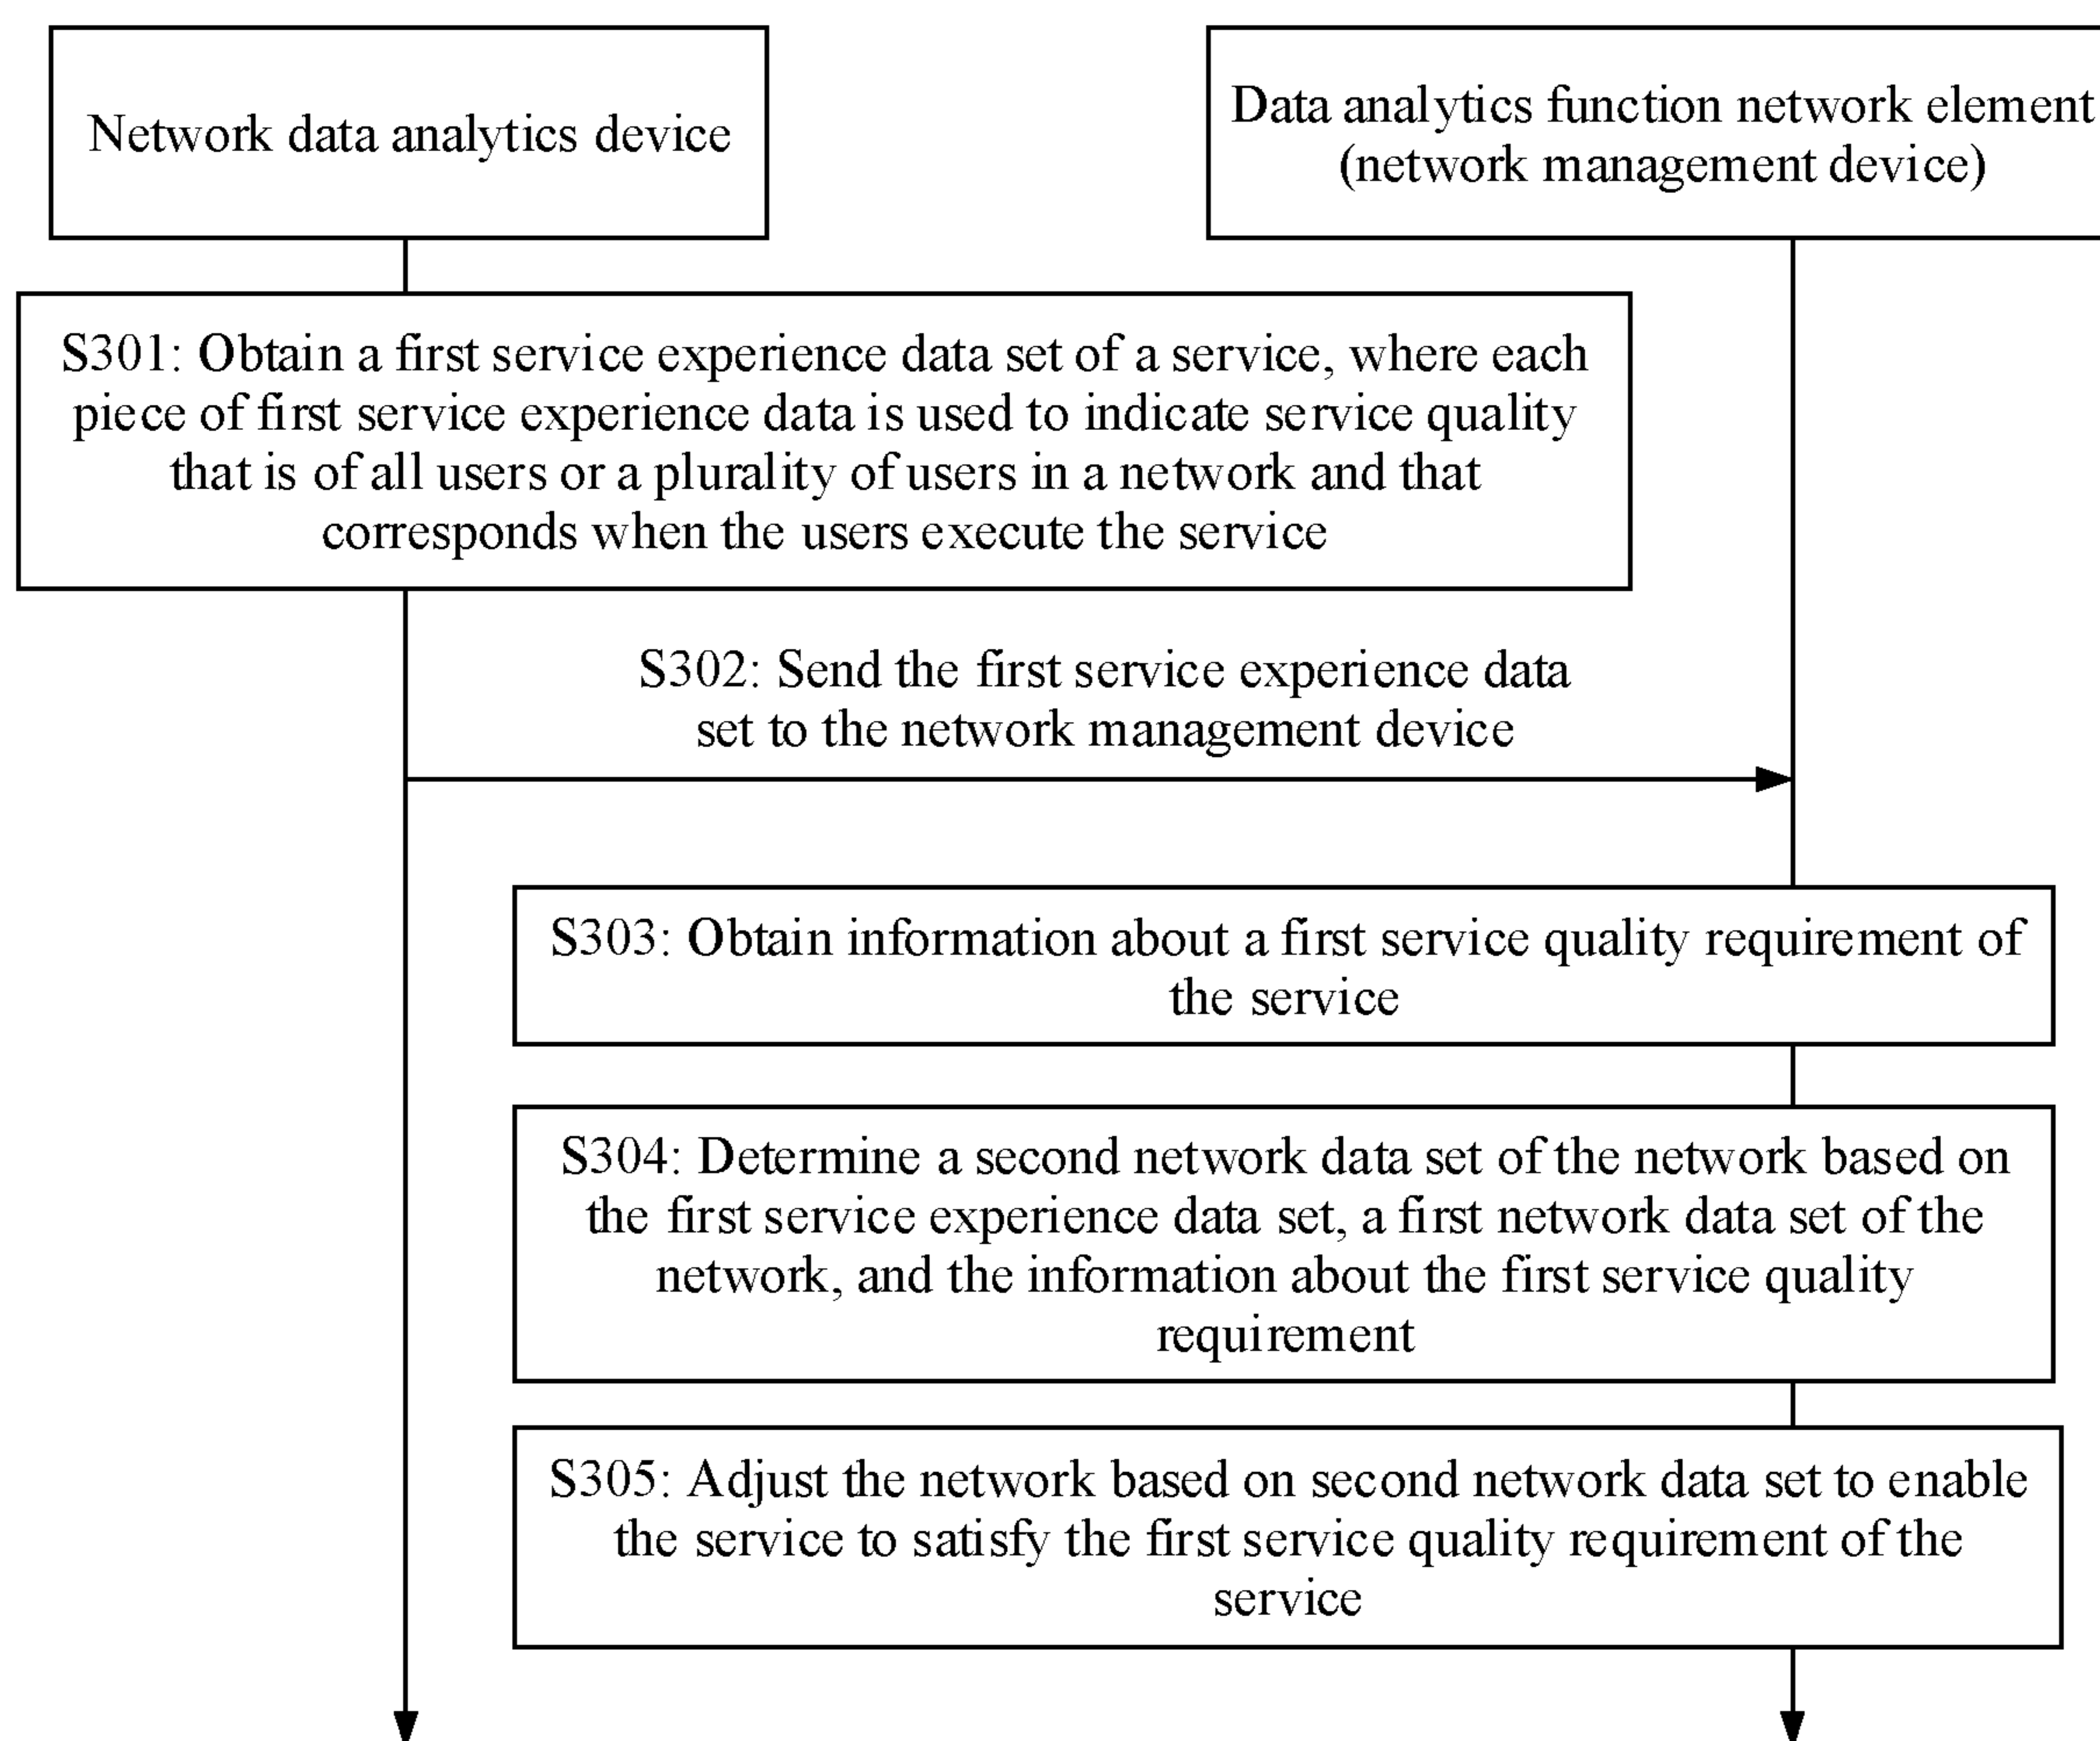 Network data analytics device
Data analytics function network element
(network management device)
S301: Obtain a first service experience data set of a service, where each
piece of first service experience data is used to indicate service quality
that is of all users or a plurality of users in a network and that
corresponds when the users execute the service
S302: Send the first service experience data
set to the network management device
S303: Obtain information about a first service quality requirement of
the service
S304: Determine a second network data set of the network based on
the first service experience data set, a first network data set of the
network, and the information about the first service quality
requirement
S305: Adjust the network based on second network data set to enable
the service to satisfy the first service quality requirement of the
service